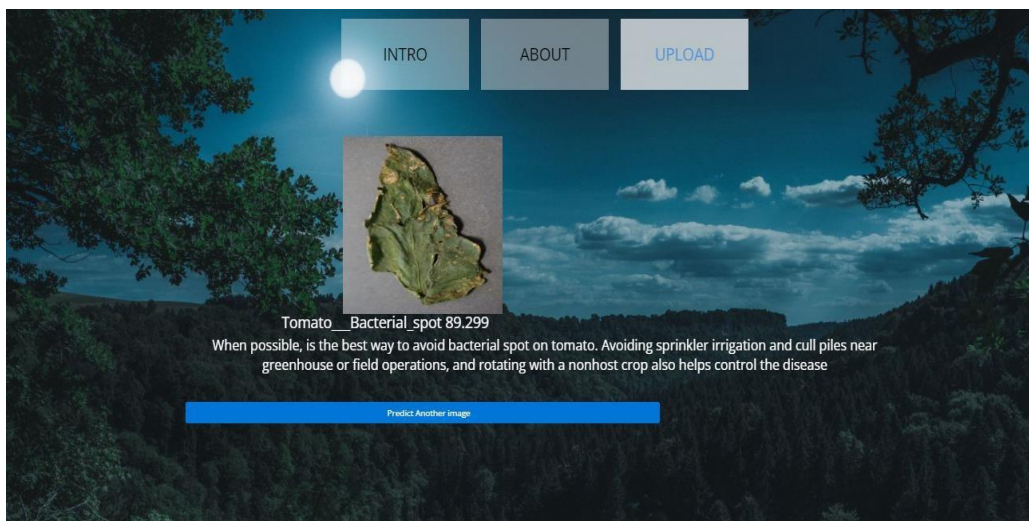 INTRO ABOUT UPLOAD
Tomato___Bacterial_spot 89.299
When possible, is the best way to avoid bacterial spot on tomato. Avoiding sprinkler irrigation and cull piles near
greenhouse or field operations, and rotating with a nonhost crop also helps control the disease
Predict Another image